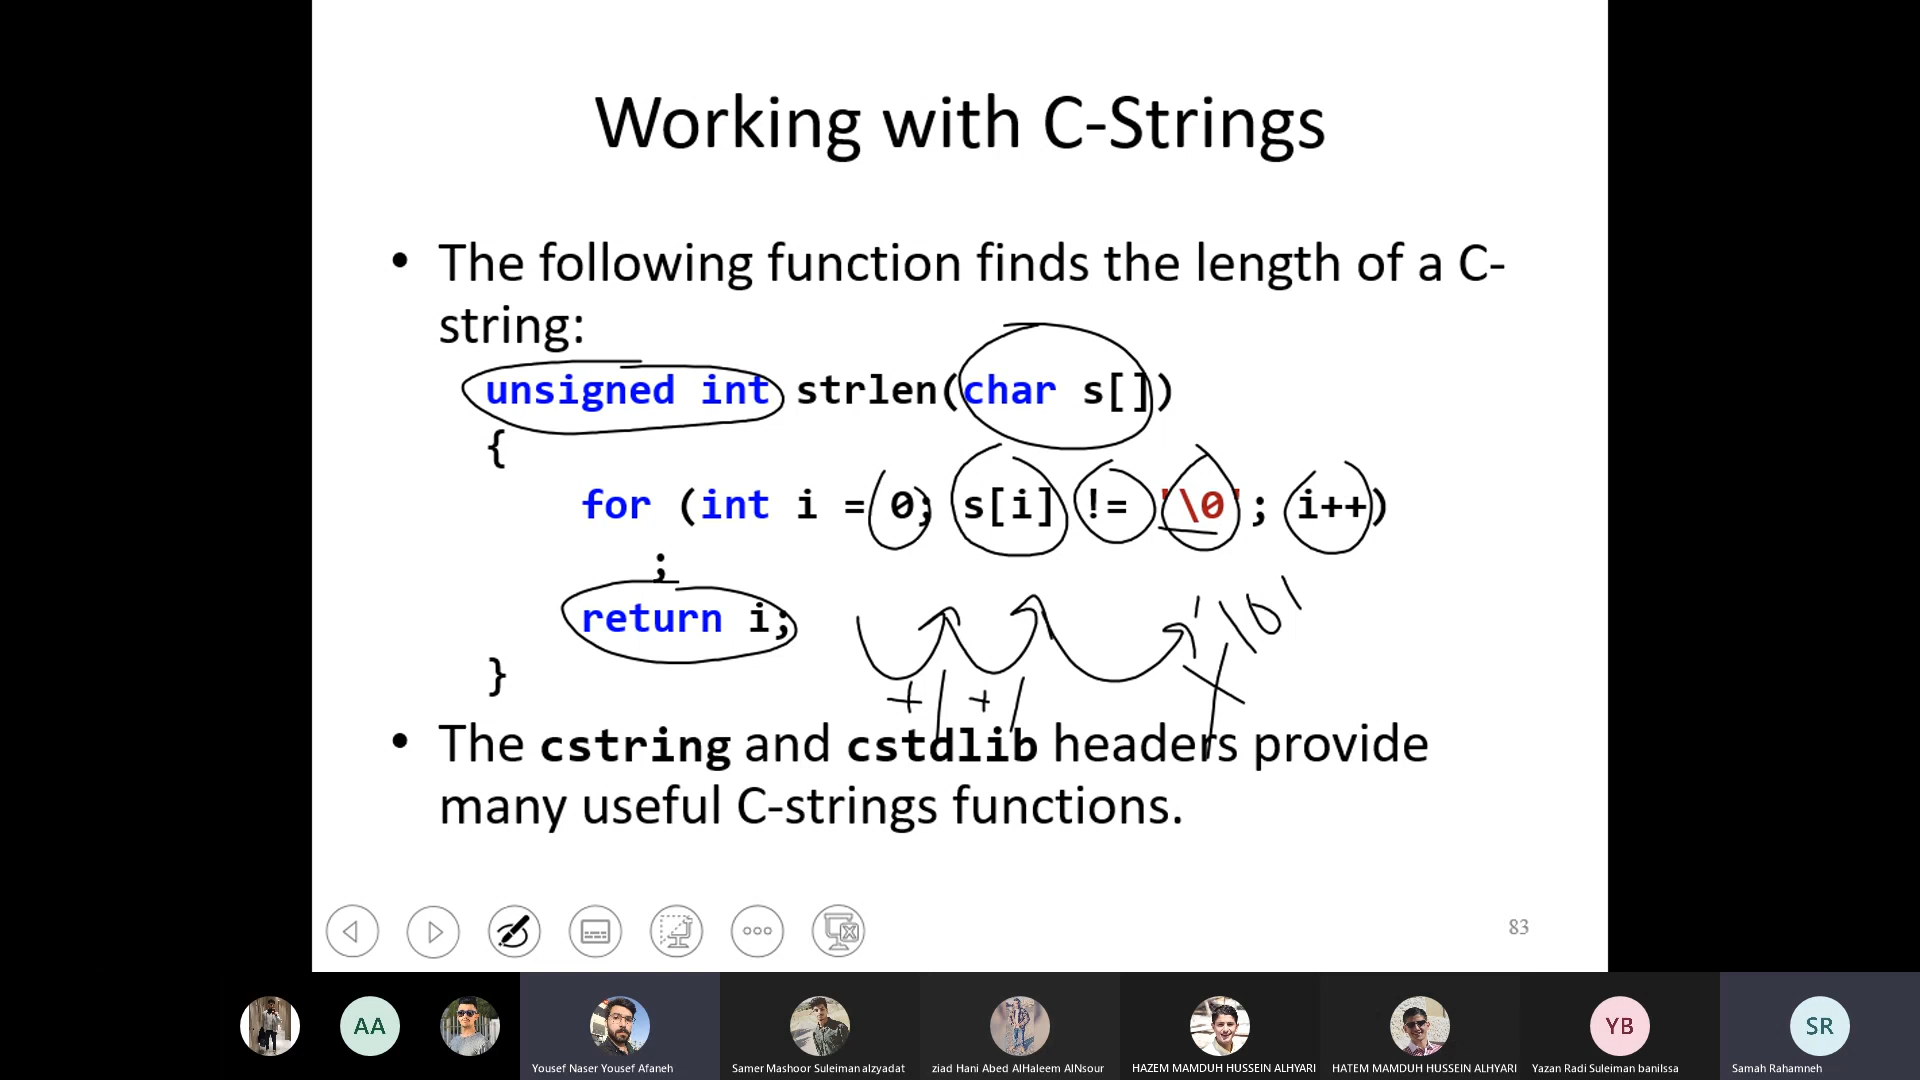 Working with C-Strings
• The following function finds the length of a C-
string:
unsigned int strlen(char s[])
{
for (int i = 0; s[i] != '\0'; i++)
;
return i;
}
+1 +1 '\0'
• The cstring and cstdlib headers provide
many useful C-strings functions.
83
AA
YB
SR
Yousef Naser Yousef Afaneh
Samer Mashoor Suleiman alzyadat
ziad Hani Abed AlHaleem AlNsour
HAZEM MAMDUH HUSSEIN ALHYARI
HATEM MAMDUH HUSSEIN ALHYARI
Yazan Radi Suleiman baniIssa
Samah Rahamneh